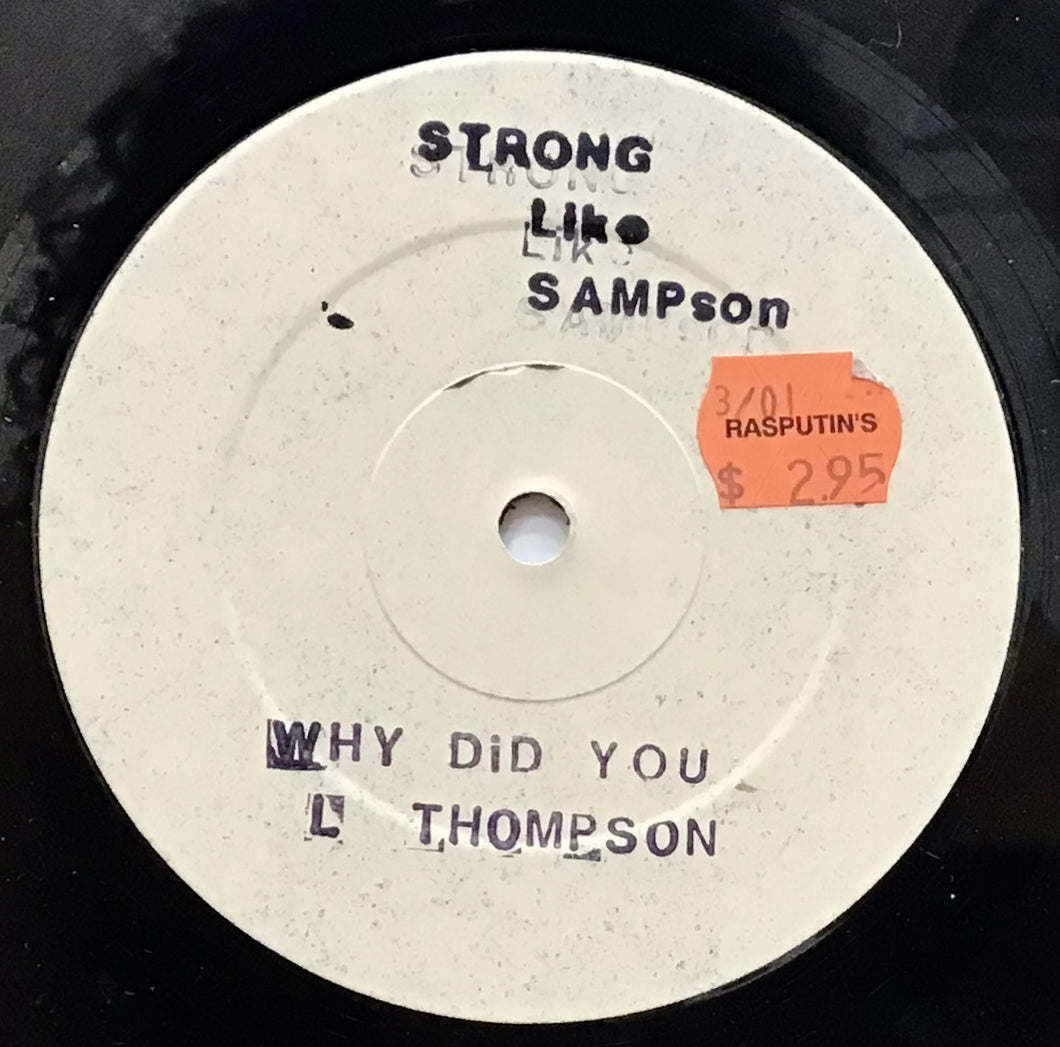 STRONG
Like
SAMPson
3/01
RASPUTIN'S
$ 2.95
WHY DiD YOU
L THOMPSON